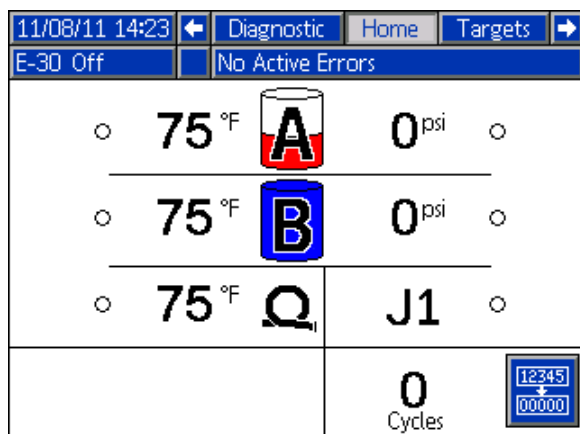 11/08/11 14:23 Diagnostic Home Targets
E-30 Off No Active Errors
75 °F A 0 psi
75 °F B 0 psi
75 °F J1
0
Cycles
12345
00000